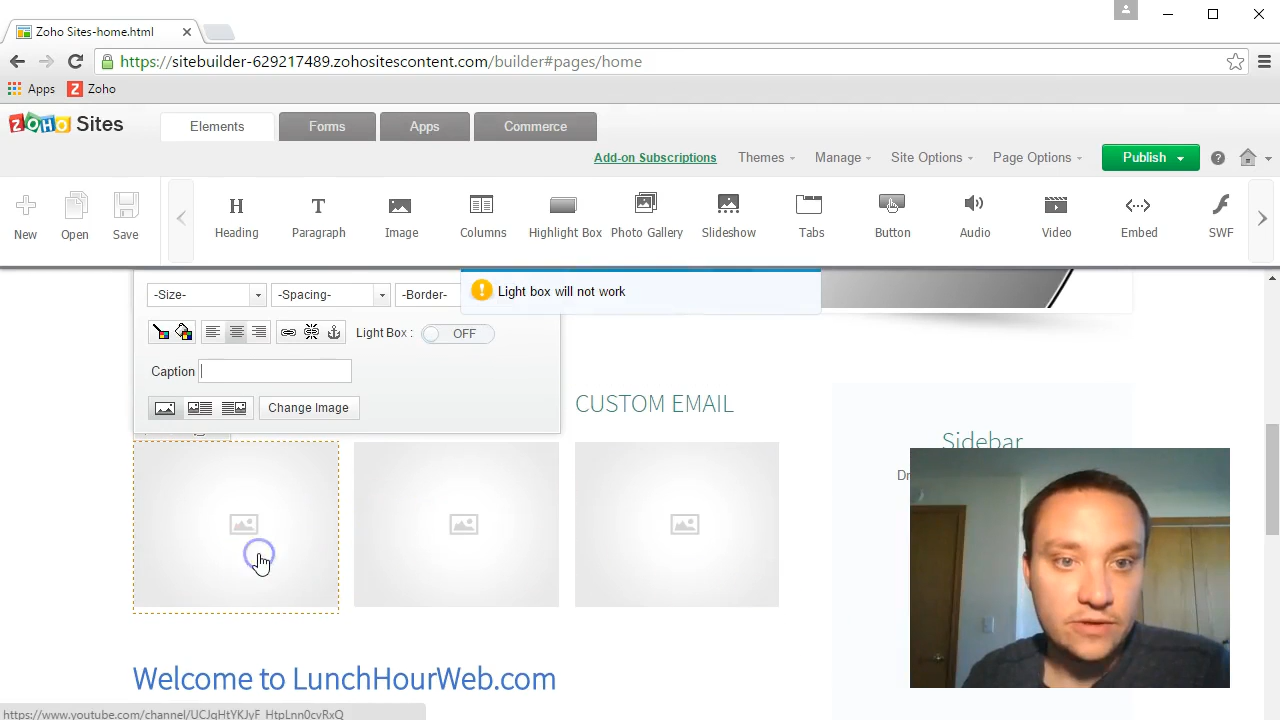 Zoho Sites-home.html
https://sitebuilder-629217489.zohositescontent.com/builder#pages/home
Apps
Zoho
ZOHO Sites
Elements
Forms
Apps
Commerce
Add-on Subscriptions
Themes
Manage
Site Options
Page Options
Publish
New
Open
Save
Heading
Paragraph
Image
Columns
Highlight Box
Photo Gallery
Slideshow
Tabs
Button
Audio
Video
Embed
SWF
-Size-
-Spacing-
-Border-
Light box will not work
Light Box :
OFF
Caption
Change Image
CUSTOM EMAIL
Sidebar
Dr
Welcome to LunchHourWeb.com